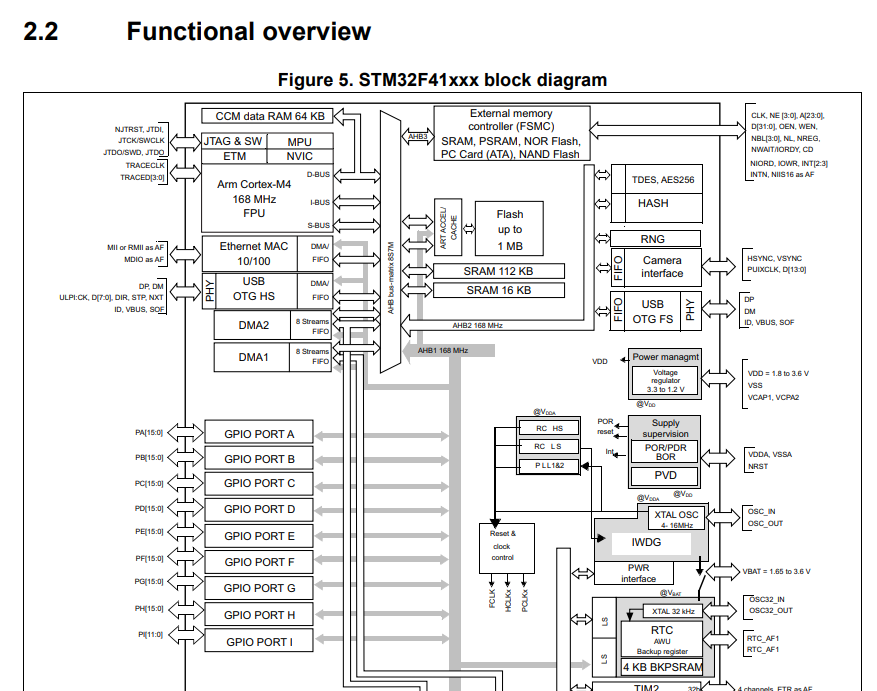 2.2 Functional overview
Figure 5. STM32F41xxx block diagram
CCM data RAM 64 KB
NJTRST, JTDI,
JTCK/SWCLK
JTDO/SWD, JTDO
TRACECLK
TRACED[3:0]
JTAG & SW
MPU
ETM
NVIC
Arm Cortex-M4
168 MHz
FPU
D-BUS
I-BUS
S-BUS
MII or RMII as AF
MDIO as AF
Ethernet MAC
10/100
DMA/
FIFO
DP, DM
ULPI:CK, D[7:0], DIR, STP, NXT
ID, VBUS, SOF
PHY
USB
OTG HS
DMA/
FIFO
DMA2
8 Streams
FIFO
DMA1
8 Streams
FIFO
AHB bus-matrix 8S7M
AHB3
External memory
controller (FSMC)
SRAM, PSRAM, NOR Flash,
PC Card (ATA), NAND Flash
CLK, NE [3:0], A[23:0],
D[31:0], OEN, WEN,
NBL[3:0], NL, NREG,
NWAIT/IORDY, CD
NIORD, IOWR, INT[2:3]
INTN, NIIS16 as AF
ART ACCEL/
CACHE
Flash
up to
1 MB
SRAM 112 KB
SRAM 16 KB
AHB2 168 MHz
AHB1 168 MHz
TDES, AES256
HASH
RNG
FIFO
Camera
interface
HSYNC, VSYNC
PUIXCLK, D[13:0]
FIFO
USB
OTG FS
PHY
DP
DM
ID, VBUS, SOF
VDD
Power managmt
Voltage
regulator
3.3 to 1.2 V
@VDD
VDD = 1.8 to 3.6 V
VSS
VCAP1, VCPA2
@VDDA
RC HS
RC LS
PLL1&2
POR
reset
Int
Supply
supervision
POR/PDR
BOR
PVD
VDDA, VSSA
NRST
@VDDA
@VDD
XTAL OSC
4- 16MHz
OSC_IN
OSC_OUT
IWDG
PWR
interface
VBAT = 1.65 to 3.6 V
@VBAT
Reset &
clock
control
FCLK
HCLKx
PCLKx
LS
LS
XTAL 32 kHz
OSC32_IN
OSC32_OUT
RTC
AWU
Backup register
RTC_AF1
RTC_AF1
4 KB BKPSRAM
PA[15:0]
GPIO PORT A
PB[15:0]
GPIO PORT B
PC[15:0]
GPIO PORT C
PD[15:0]
GPIO PORT D
PE[15:0]
GPIO PORT E
PF[15:0]
GPIO PORT F
PG[15:0]
GPIO PORT G
PH[15:0]
GPIO PORT H
PI[11:0]
GPIO PORT I
TIM2
32b
4 channels, ETR as AF